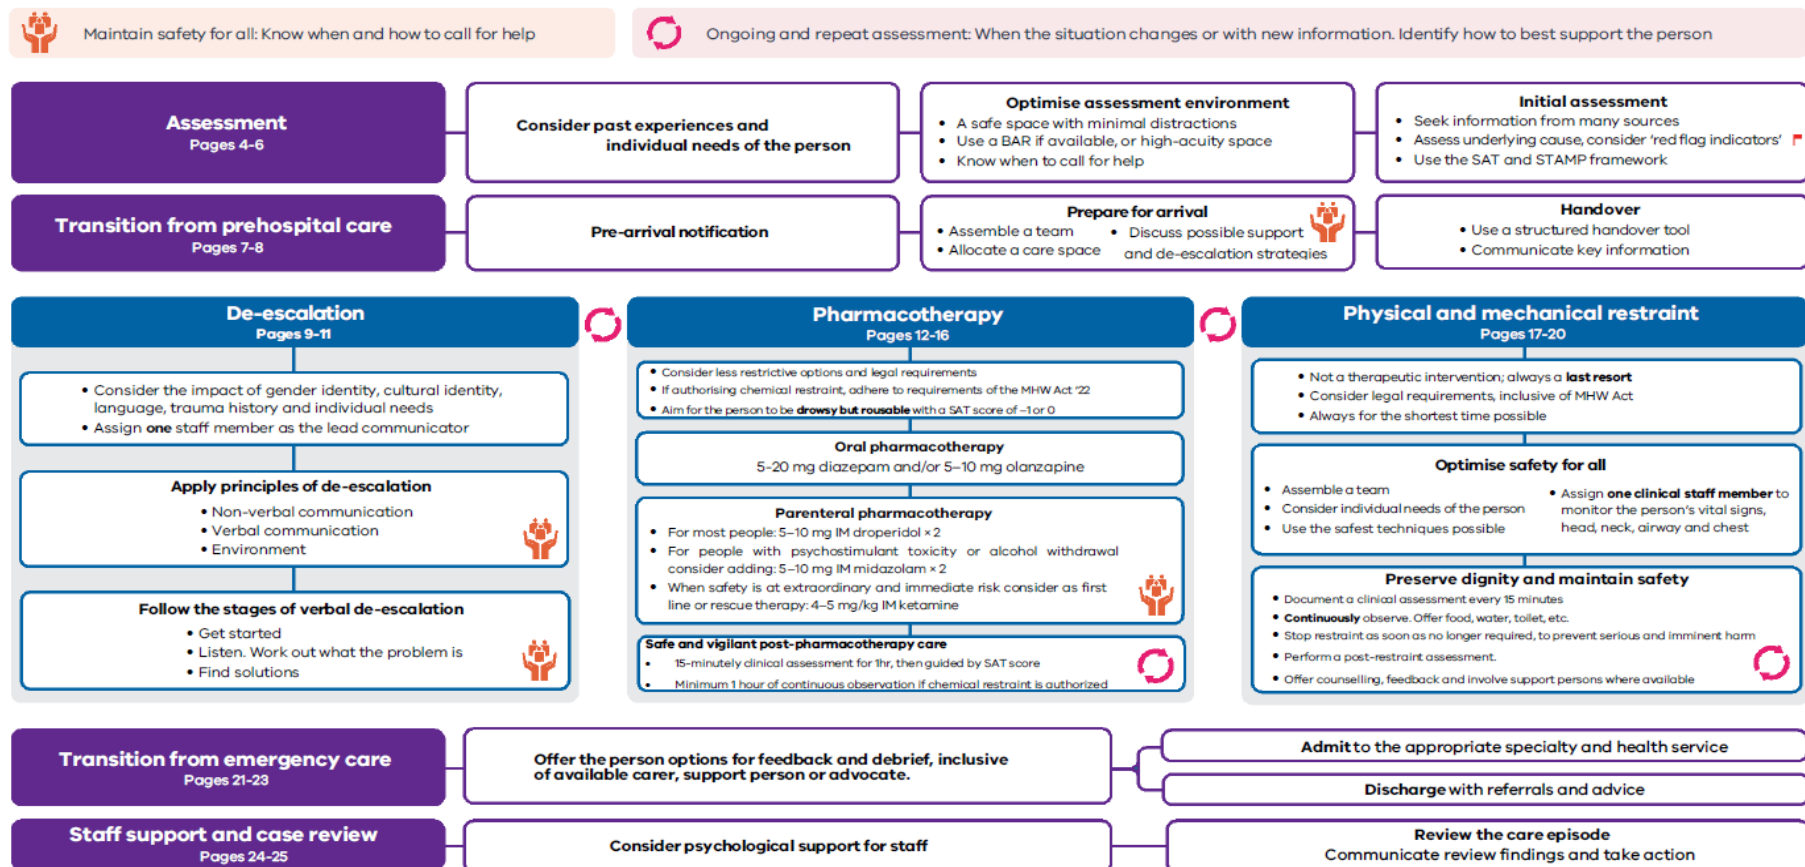 Maintain safety for all: Know when and how to call for help
Ongoing and repeat assessment: When the situation changes or with new information. Identify how to best support the person
Assessment
Pages 4-6
Consider past experiences and
individual needs of the person
Optimise assessment environment
• A safe space with minimal distractions
• Use a BAR if available, or high-acuity space
• Know when to call for help
Initial assessment
• Seek information from many sources
• Assess underlying cause, consider ‘red flag indicators’
• Use the SAT and STAMP framework
Transition from prehospital care
Pages 7-8
Pre-arrival notification
Prepare for arrival
• Assemble a team
• Allocate a care space
• Discuss possible support
and de-escalation strategies
Handover
• Use a structured handover tool
• Communicate key information
De-escalation
Pages 9-11
• Consider the impact of gender identity, cultural identity,
language, trauma history and individual needs
• Assign one staff member as the lead communicator
Apply principles of de-escalation
• Non-verbal communication
• Verbal communication
• Environment
Follow the stages of verbal de-escalation
• Get started
• Listen. Work out what the problem is
• Find solutions
Pharmacotherapy
Pages 12-16
• Consider less restrictive options and legal requirements
• If authorising chemical restraint, adhere to requirements of the MHW Act ‘22
• Aim for the person to be drowsy but rousable with a SAT score of –1 or 0
Oral pharmacotherapy
5-20 mg diazepam and/or 5–10 mg olanzapine
Parenteral pharmacotherapy
• For most people: 5–10 mg IM droperidol × 2
• For people with psychostimulant toxicity or alcohol withdrawal
consider adding: 5–10 mg IM midazolam × 2
• When safety is at extraordinary and immediate risk consider as first
line or rescue therapy: 4–5 mg/kg IM ketamine
Safe and vigilant post-pharmacotherapy care
• 15-minutely clinical assessment for 1hr, then guided by SAT score
• Minimum 1 hour of continuous observation if chemical restraint is authorized
Physical and mechanical restraint
Pages 17-20
• Not a therapeutic intervention; always a last resort
• Consider legal requirements, inclusive of MHW Act
• Always for the shortest time possible
Optimise safety for all
• Assemble a team
• Consider individual needs of the person
• Use the safest techniques possible
• Assign one clinical staff member to
monitor the person’s vital signs,
head, neck, airway and chest
Preserve dignity and maintain safety
• Document a clinical assessment every 15 minutes
• Continuously observe. Offer food, water, toilet, etc.
• Stop restraint as soon as no longer required, to prevent serious and imminent harm
• Perform a post-restraint assessment.
• Offer counselling, feedback and involve support persons where available
Transition from emergency care
Pages 21-23
Offer the person options for feedback and debrief, inclusive
of available carer, support person or advocate.
Admit to the appropriate specialty and health service
Discharge with referrals and advice
Staff support and case review
Pages 24-25
Consider psychological support for staff
Review the care episode
Communicate review findings and take action